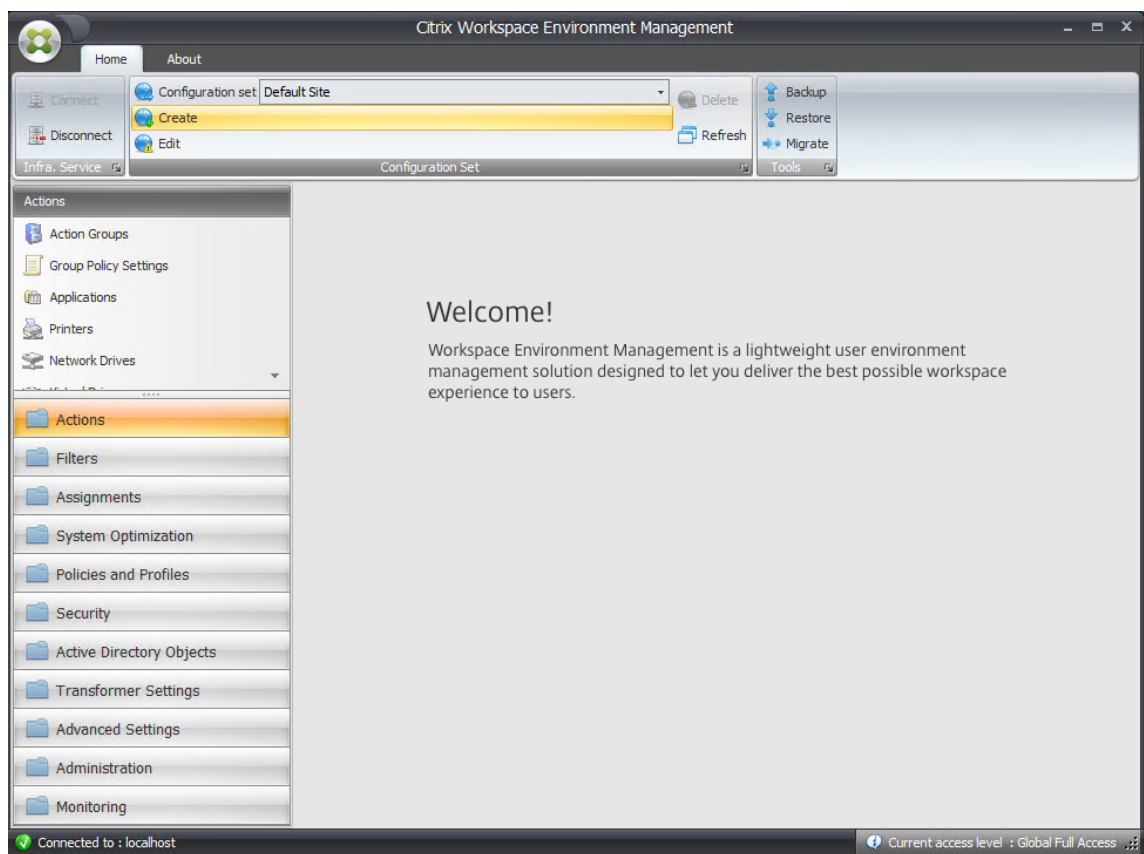 Citrix Workspace Environment Management
Home About
Connect
Disconnect
Infra. Service
Configuration set Default Site
Create
Edit
Delete
Refresh
Configuration Set
Backup
Restore
Migrate
Tools
Actions
Action Groups
Group Policy Settings
Applications
Printers
Network Drives
Actions
Filters
Assignments
System Optimization
Policies and Profiles
Security
Active Directory Objects
Transformer Settings
Advanced Settings
Administration
Monitoring
Welcome!
Workspace Environment Management is a lightweight user environment
management solution designed to let you deliver the best possible workspace
experience to users.
Connected to : localhost
Current access level : Global Full Access